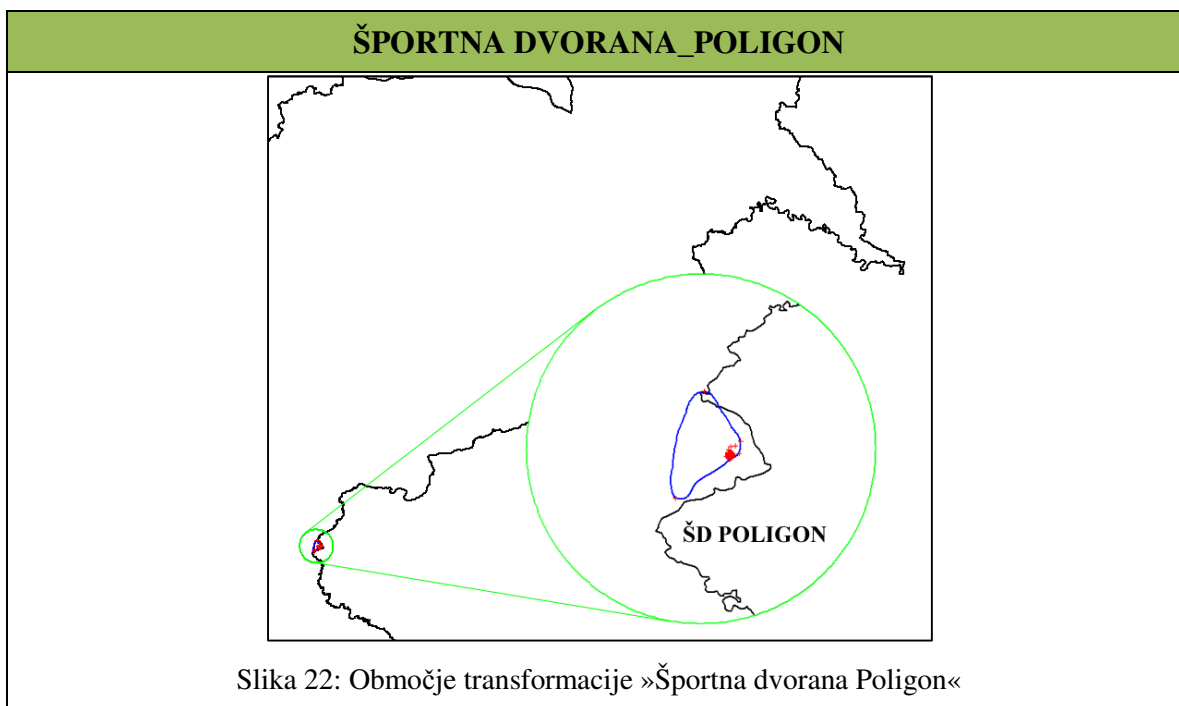 ŠPORTNA DVORANA_POLIGON
ŠD POLIGON
Slika 22: Območje transformacije »Športna dvorana Poligon«